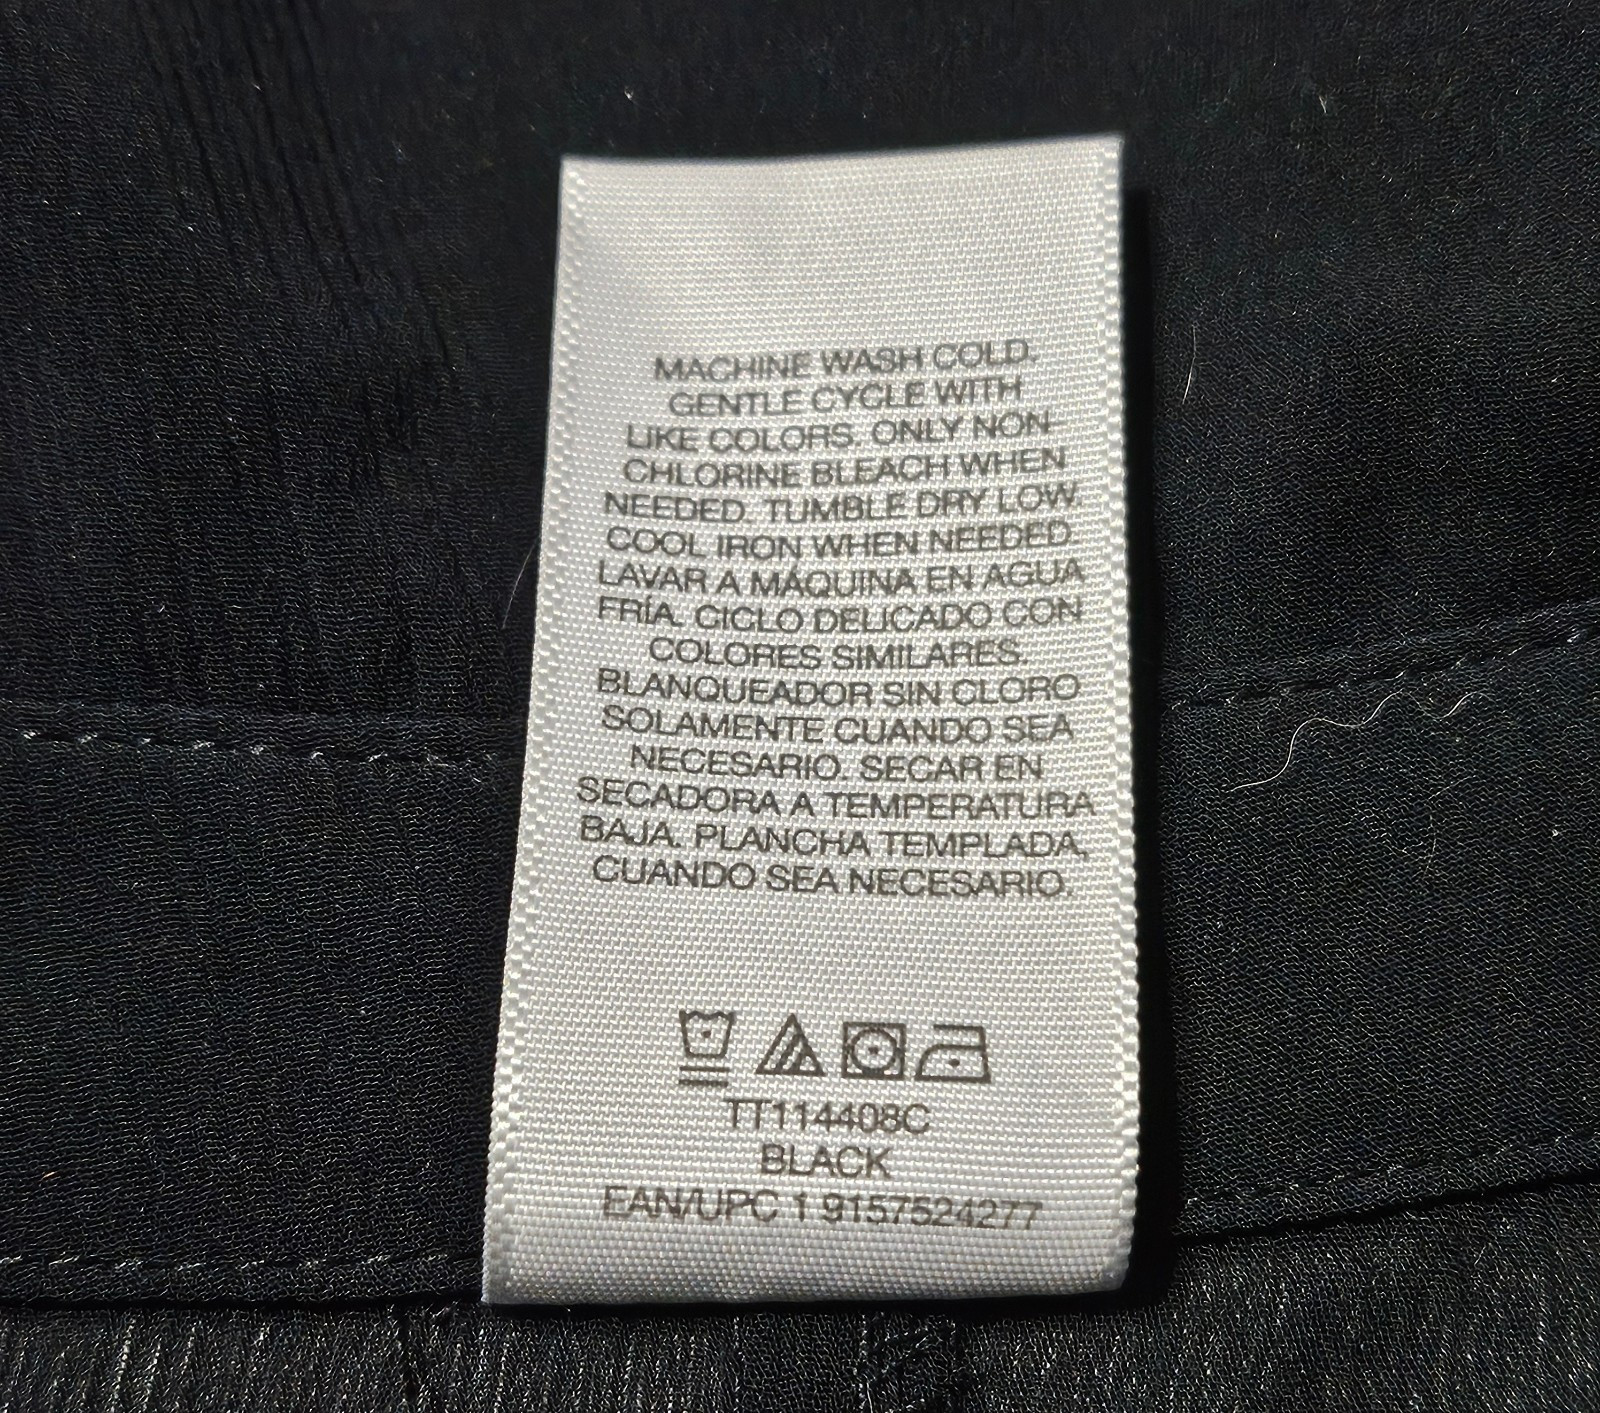 MACHINE WASH COLD.
GENTLE CYCLE WITH
LIKE COLORS. ONLY NON-
CHLORINE BLEACH WHEN
NEEDED. TUMBLE DRY LOW.
COOL IRON WHEN NEEDED.
LAVAR A MÁQUINA EN AGUA
FRÍA. CICLO DELICADO CON
COLORES SIMILARES.
BLANQUEADOR SIN CLORO
SOLAMENTE CUANDO SEA
NECESARIO. SECAR EN
SECADORA A TEMPERATURA
BAJA. PLANCHA TEMPLADA,
CUANDO SEA NECESARIO.
TT114408C
BLACK
EAN/UPC 1 9157524277